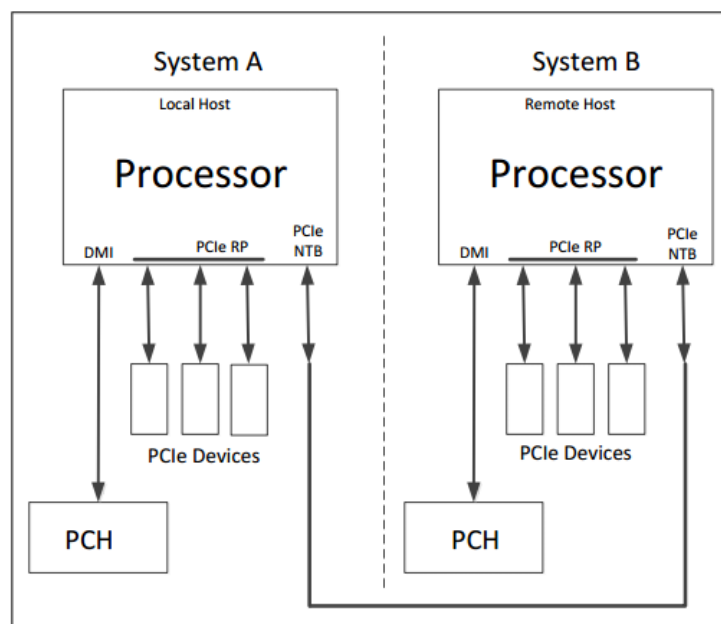 System A
System B
Local Host
Remote Host
Processor
Processor
DMI
PCIe RP
PCIe
NTB
DMI
PCIe RP
PCIe
NTB
PCIe Devices
PCIe Devices
PCH
PCH